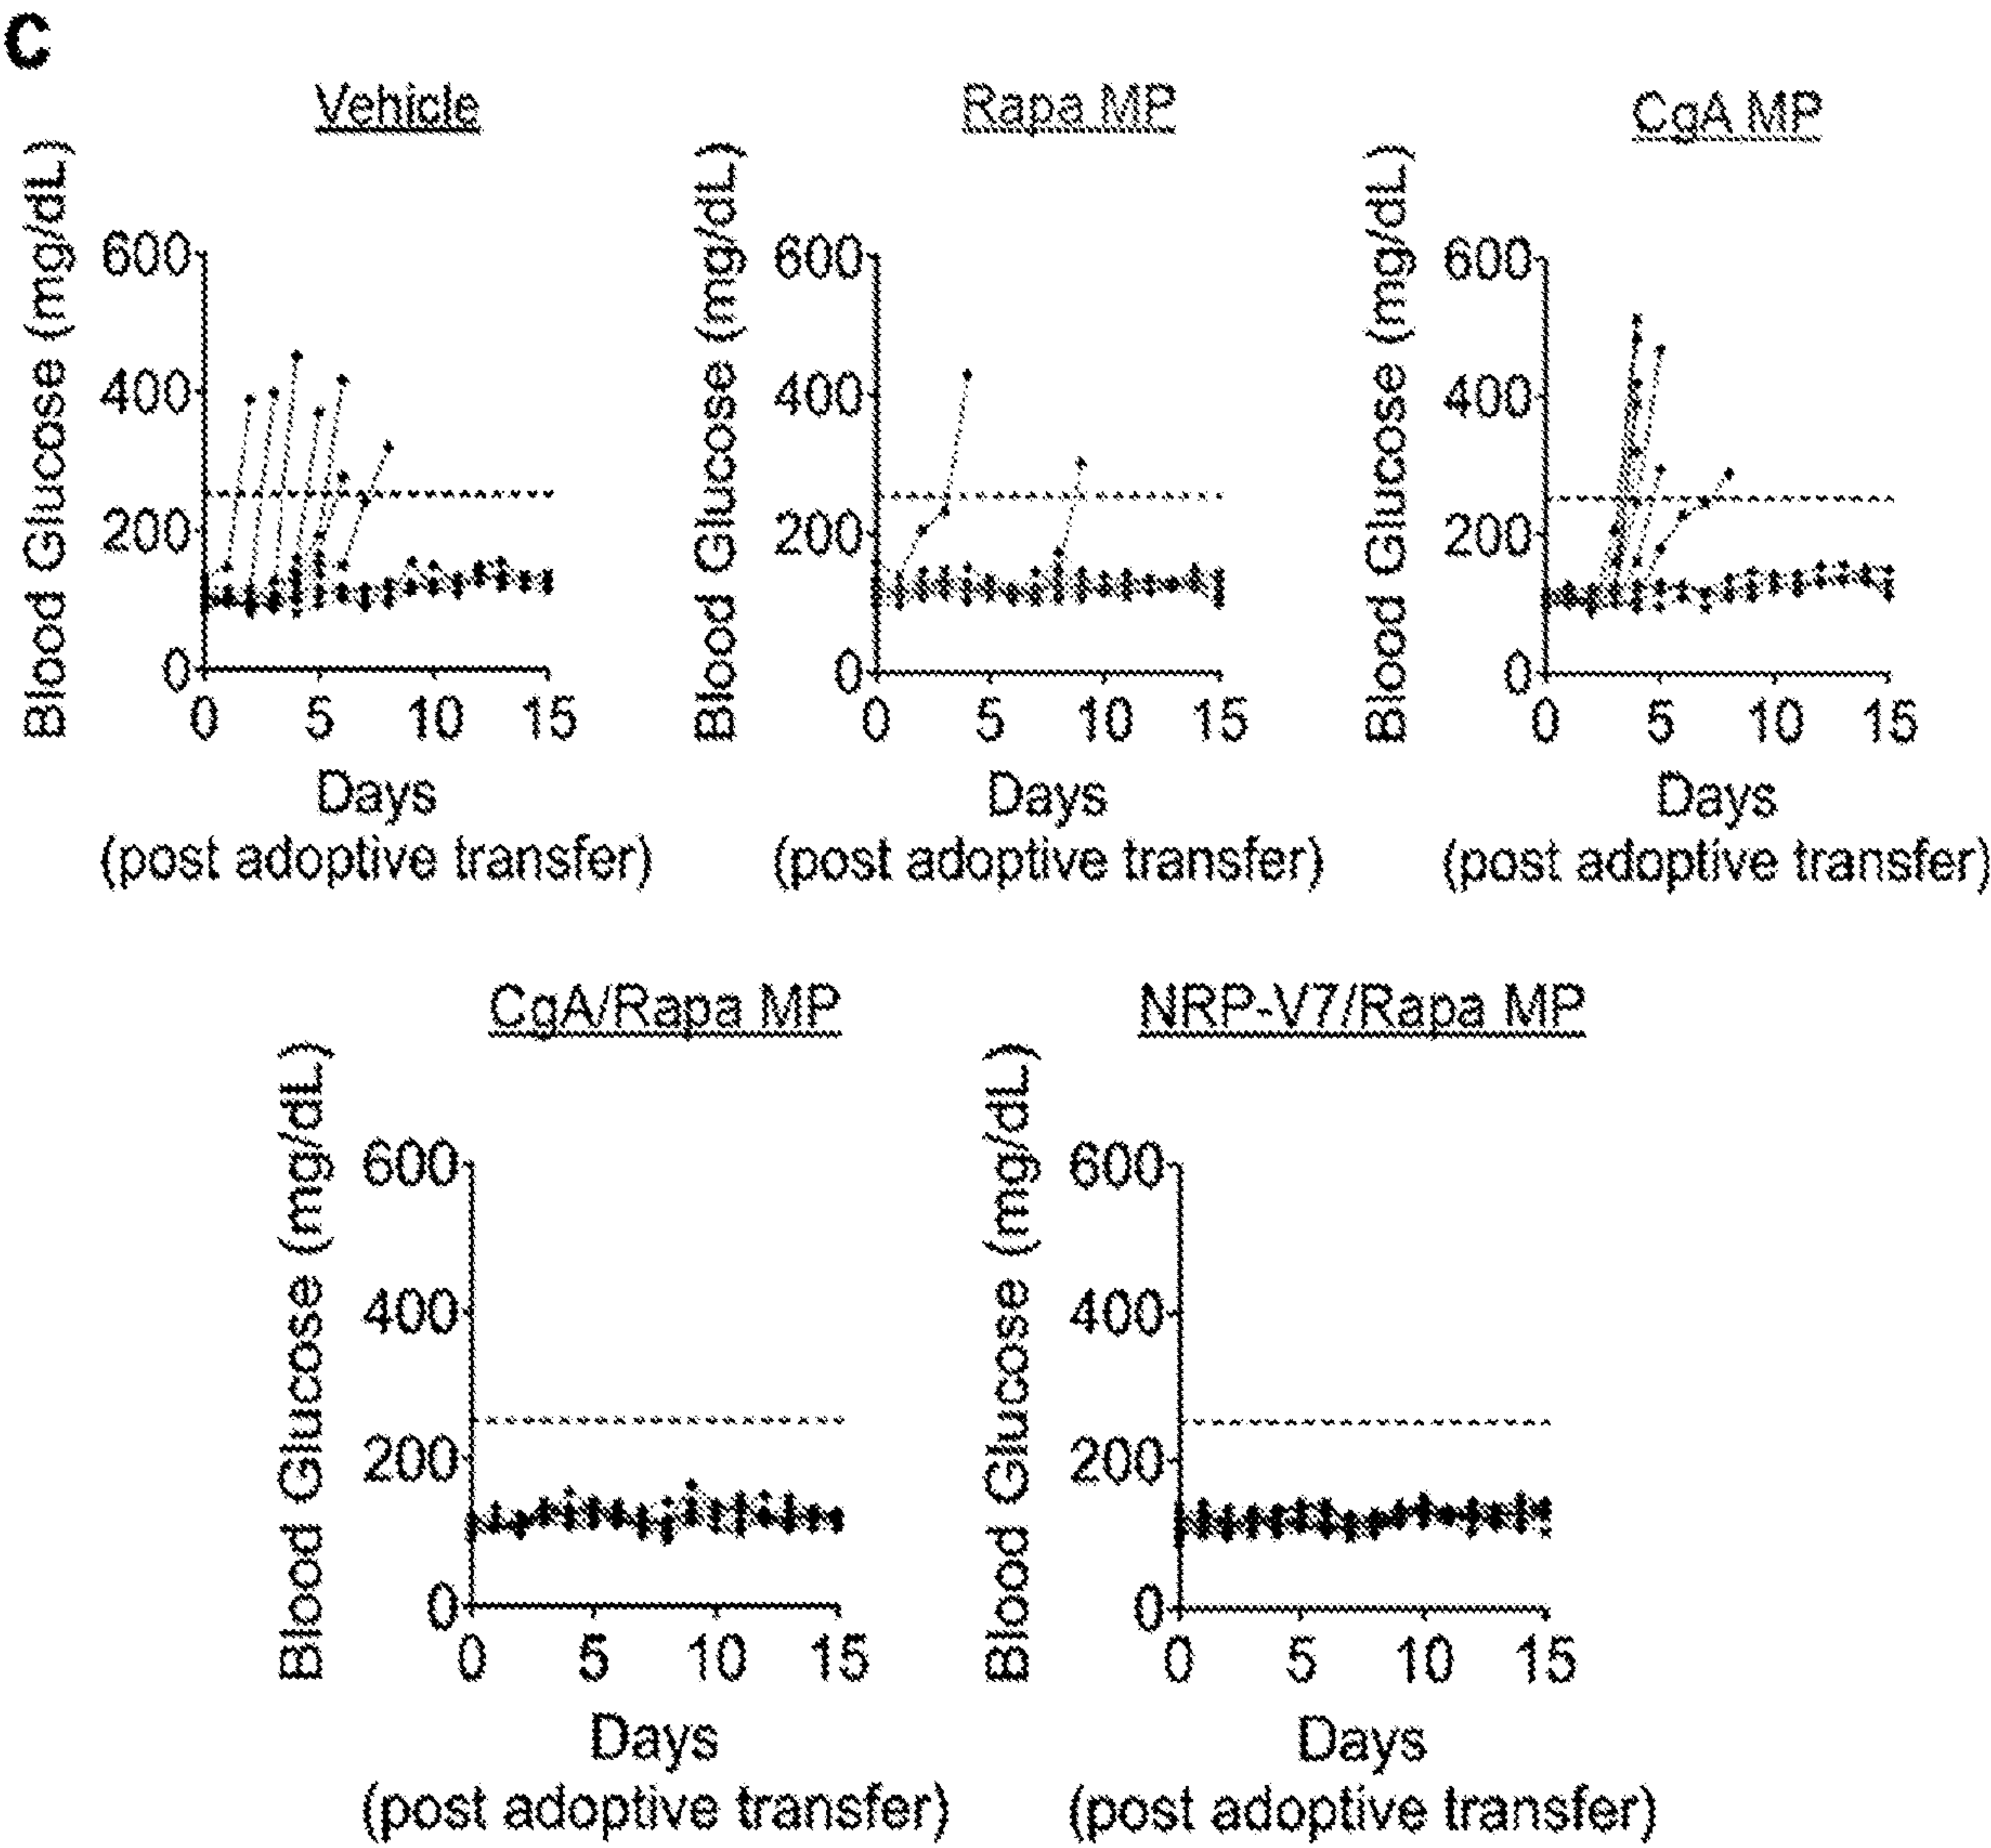 C
Vehicle
Rapa MP
CgA MP
Blood Glucose (mg/dL)
600
400
200
0
0 5 10 15
Days
(post adoptive transfer)
Blood Glucose (mg/dL)
600
400
200
0
0 5 10 15
Days
(post adoptive transfer)
Blood Glucose (mg/dL)
600
400
200
0
0 5 10 15
Days
(post adoptive transfer)
CgA/Rapa MP
NRP-V7/Rapa MP
Blood Glucose (mg/dL)
600
400
200
0
0 5 10 15
Days
(post adoptive transfer)
Blood Glucose (mg/dL)
600
400
200
0
0 5 10 15
Days
(post adoptive transfer)